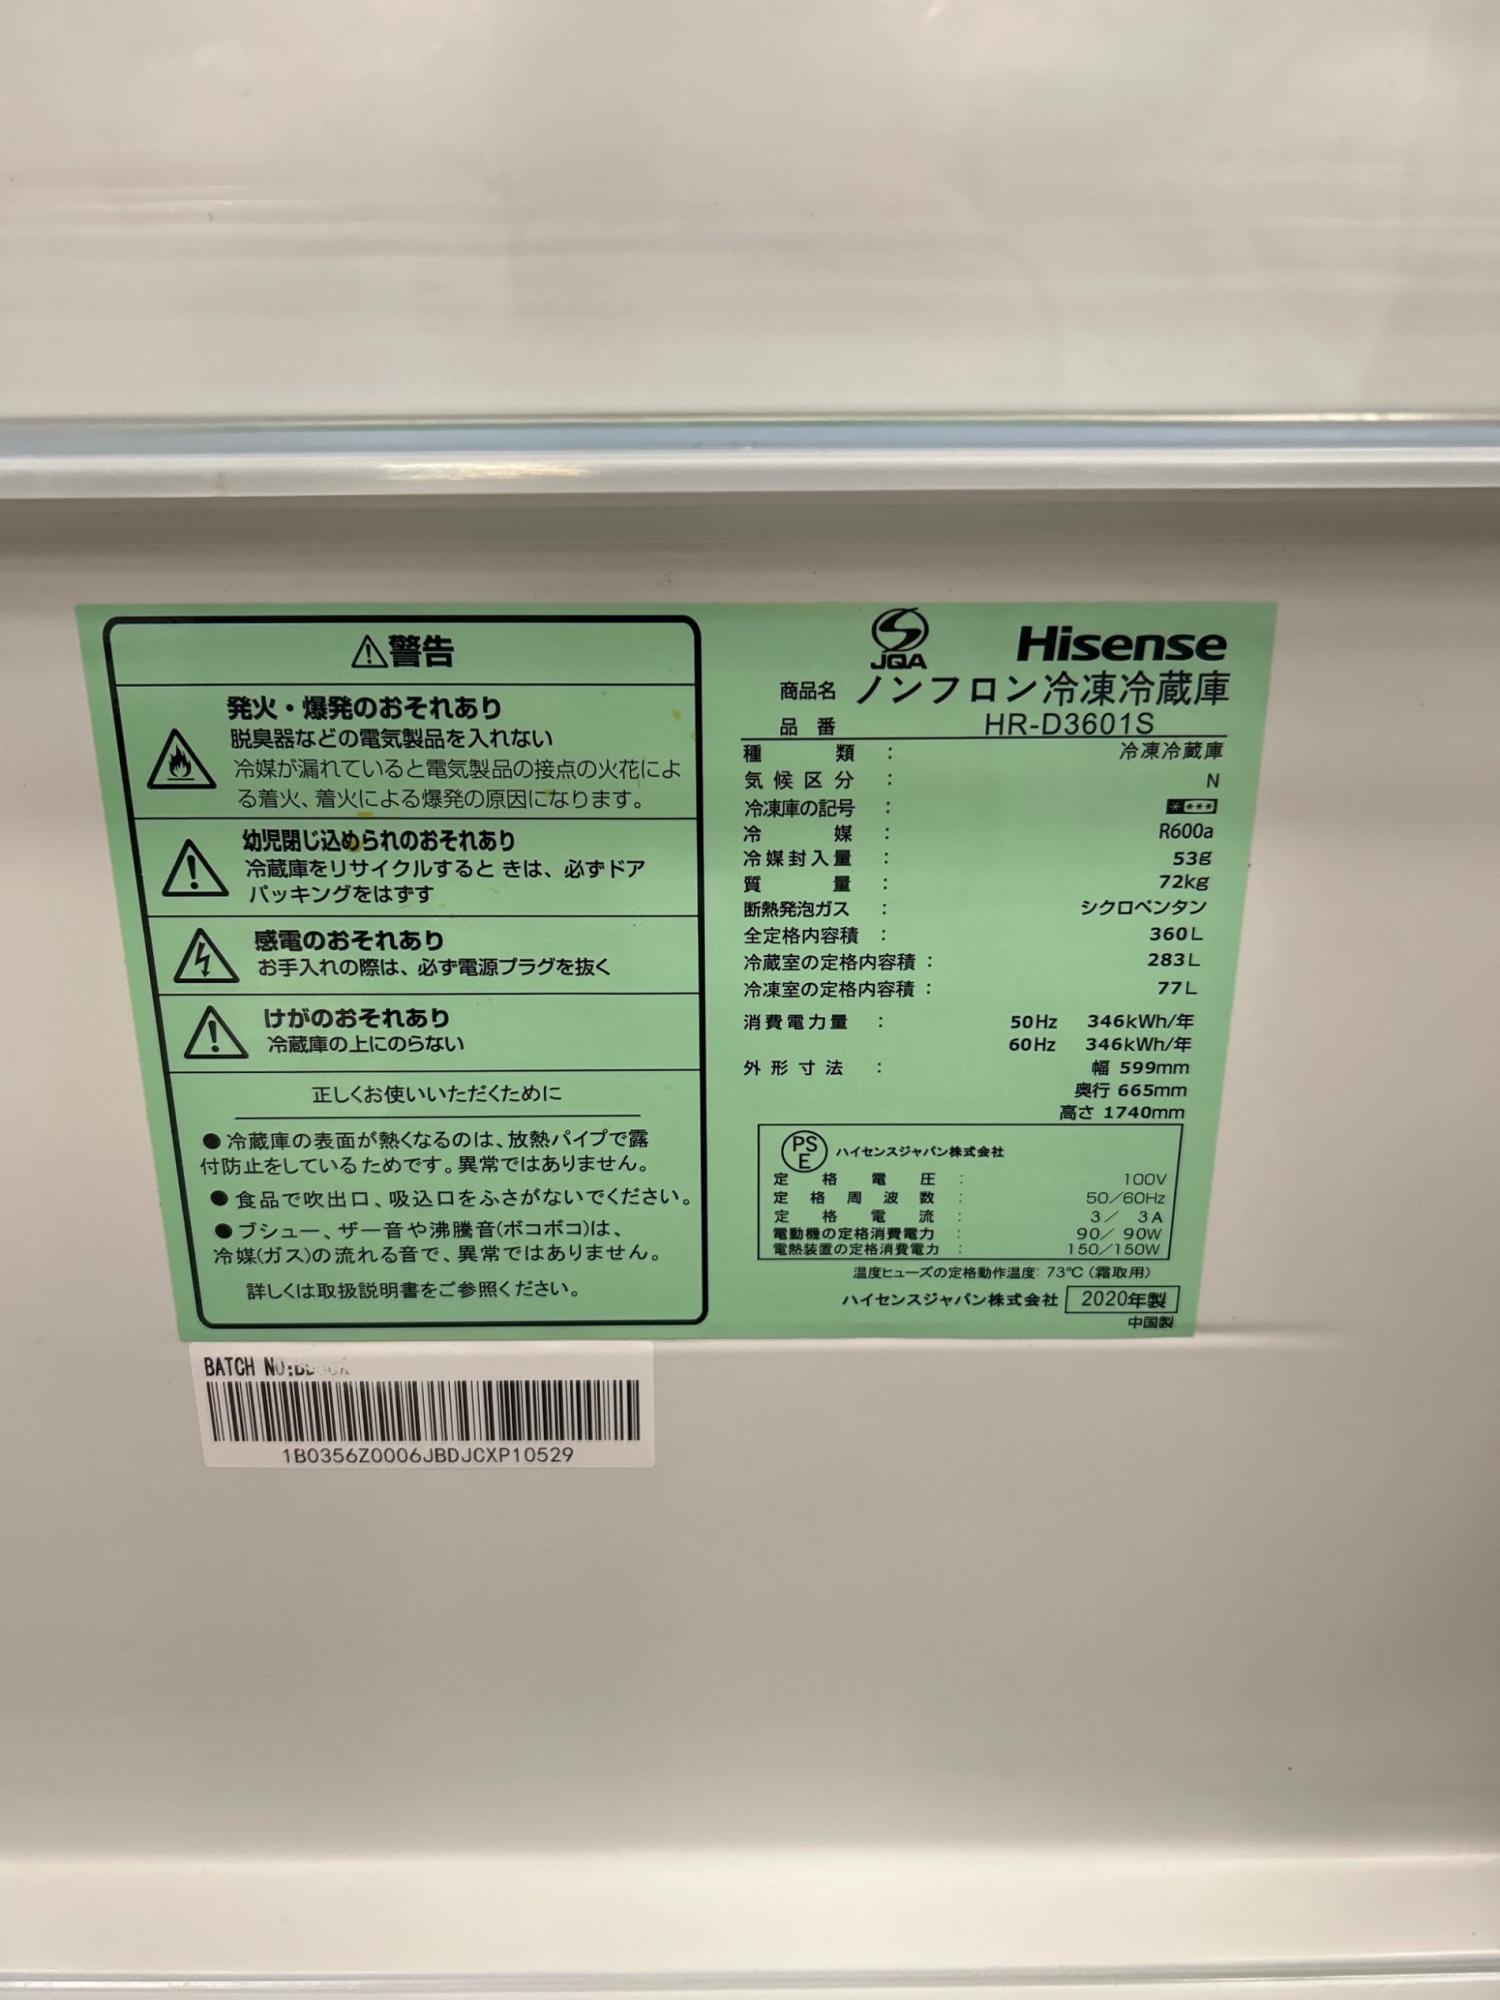 ⚠警告
発火・爆発のおそれあり
脱臭器などの電気製品を入れない
冷媒が漏れていると電気製品の接点の火花によ
る着火、着火による爆発の原因になります。
幼児閉じ込められのおそれあり
冷蔵庫をリサイクルすると きは、必ずドア
パッキングをはずす
感電のおそれあり
お手入れの際は、必ず電源プラグを抜く
けがのおそれあり
冷蔵庫の上にのらない
正しくお使いいただくために
●冷蔵庫の表面が熱くなるのは、放熱パイプで露
付防止をしているためです。異常ではありません。
●食品で吹出口、吸込口をふさがないでください。
●ブシュー、ザー音や沸騰音(ボコボコ)は、
冷媒(ガス)の流れる音で、異常ではありません。
詳しくは取扱説明書をご参照ください。
JQA
Hisense
商品名 ノンフロン冷凍冷蔵庫
品番 HR-D3601S
種類 : 冷凍冷蔵庫
気候区分 : N
冷凍庫の記号 : ＊＊＊＊
冷媒 : R600a
冷媒封入量 : 53g
質量 : 72kg
断熱発泡ガス : シクロペンタン
全定格内容積 : 360L
冷蔵室の定格内容積 : 283L
冷凍室の定格内容積 : 77L
消費電力量 : 50Hz 346kWh/年
60Hz 346kWh/年
外形寸法 : 幅 599mm
奥行 665mm
高さ 1740mm
PSE ハイセンスジャパン株式会社
定格電圧 : 100V
定格周波数 : 50/60Hz
定格電流 : 3/ 3A
電動機の定格消費電力 : 90/ 90W
電熱装置の定格消費電力 : 150/150W
温度ヒューズの定格動作温度: 73℃(霜取用)
ハイセンスジャパン株式会社 2020年製
中国製
BATCH NO:
1B0356Z0006JBDJCXP10529